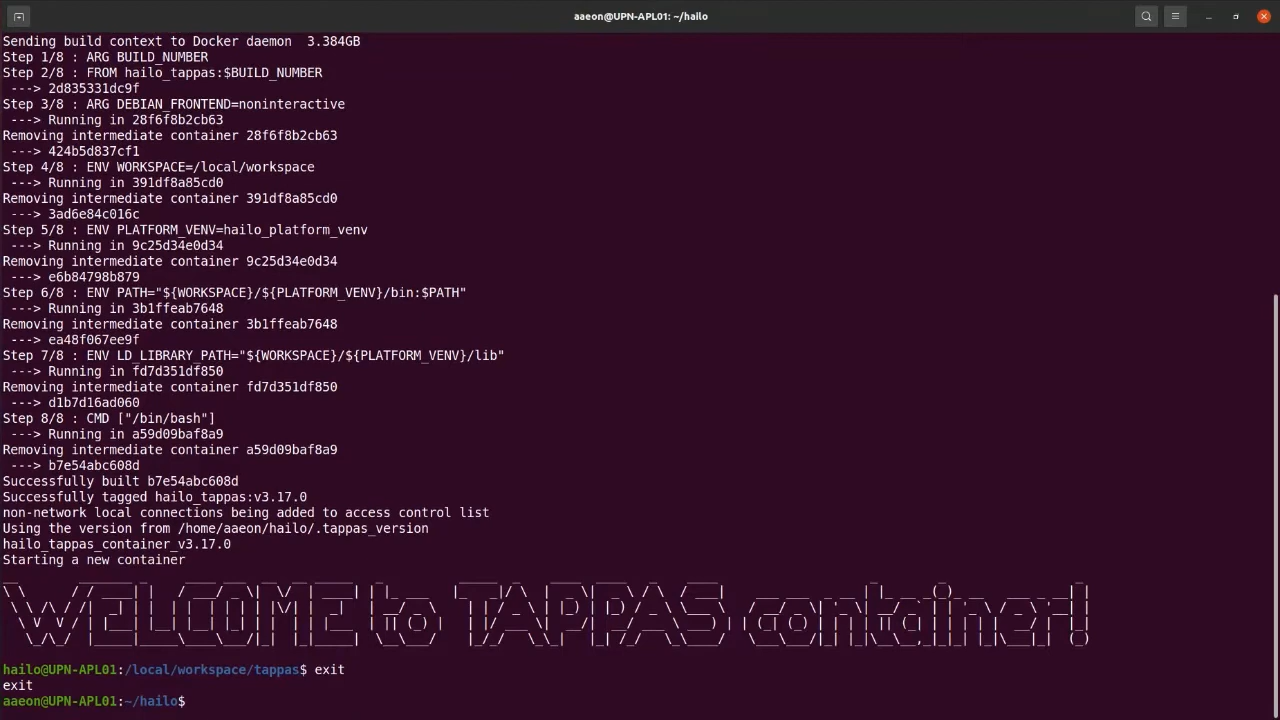 aaeon@UPN-APL01: ~/hailo
Sending build context to Docker daemon  3.384GB
Step 1/8 : ARG BUILD_NUMBER
Step 2/8 : FROM hailo_tappas:$BUILD_NUMBER
 ---> 2d835331dc9f
Step 3/8 : ARG DEBIAN_FRONTEND=noninteractive
 ---> Running in 28f6f8b2cb63
Removing intermediate container 28f6f8b2cb63
 ---> 424b5d837cf1
Step 4/8 : ENV WORKSPACE=/local/workspace
 ---> Running in 391df8a85cd0
Removing intermediate container 391df8a85cd0
 ---> 3ad6e84c016c
Step 5/8 : ENV PLATFORM_VENV=hailo_platform_venv
 ---> Running in 9c25d34e0d34
Removing intermediate container 9c25d34e0d34
 ---> e6b84798b879
Step 6/8 : ENV PATH="${WORKSPACE}/${PLATFORM_VENV}/bin:$PATH"
 ---> Running in 3b1ffeab7648
Removing intermediate container 3b1ffeab7648
 ---> ea48f067ee9f
Step 7/8 : ENV LD_LIBRARY_PATH="${WORKSPACE}/${PLATFORM_VENV}/lib"
 ---> Running in fd7d351df850
Removing intermediate container fd7d351df850
 ---> d1b7d16ad060
Step 8/8 : CMD ["/bin/bash"]
 ---> Running in a59d09baf8a9
Removing intermediate container a59d09baf8a9
 ---> b7e54abc608d
Successfully built b7e54abc608d
Successfully tagged hailo_tappas:v3.17.0
non-network local connections being added to access control list
Using the version from /home/aaeon/hailo/.tappas_version
hailo_tappas_container_v3.17.0
Starting a new container
WELCOME to TAPPAS container!
hailo@UPN-APL01:/local/workspace/tappas$ exit
exit
aaeon@UPN-APL01:~/hailo$